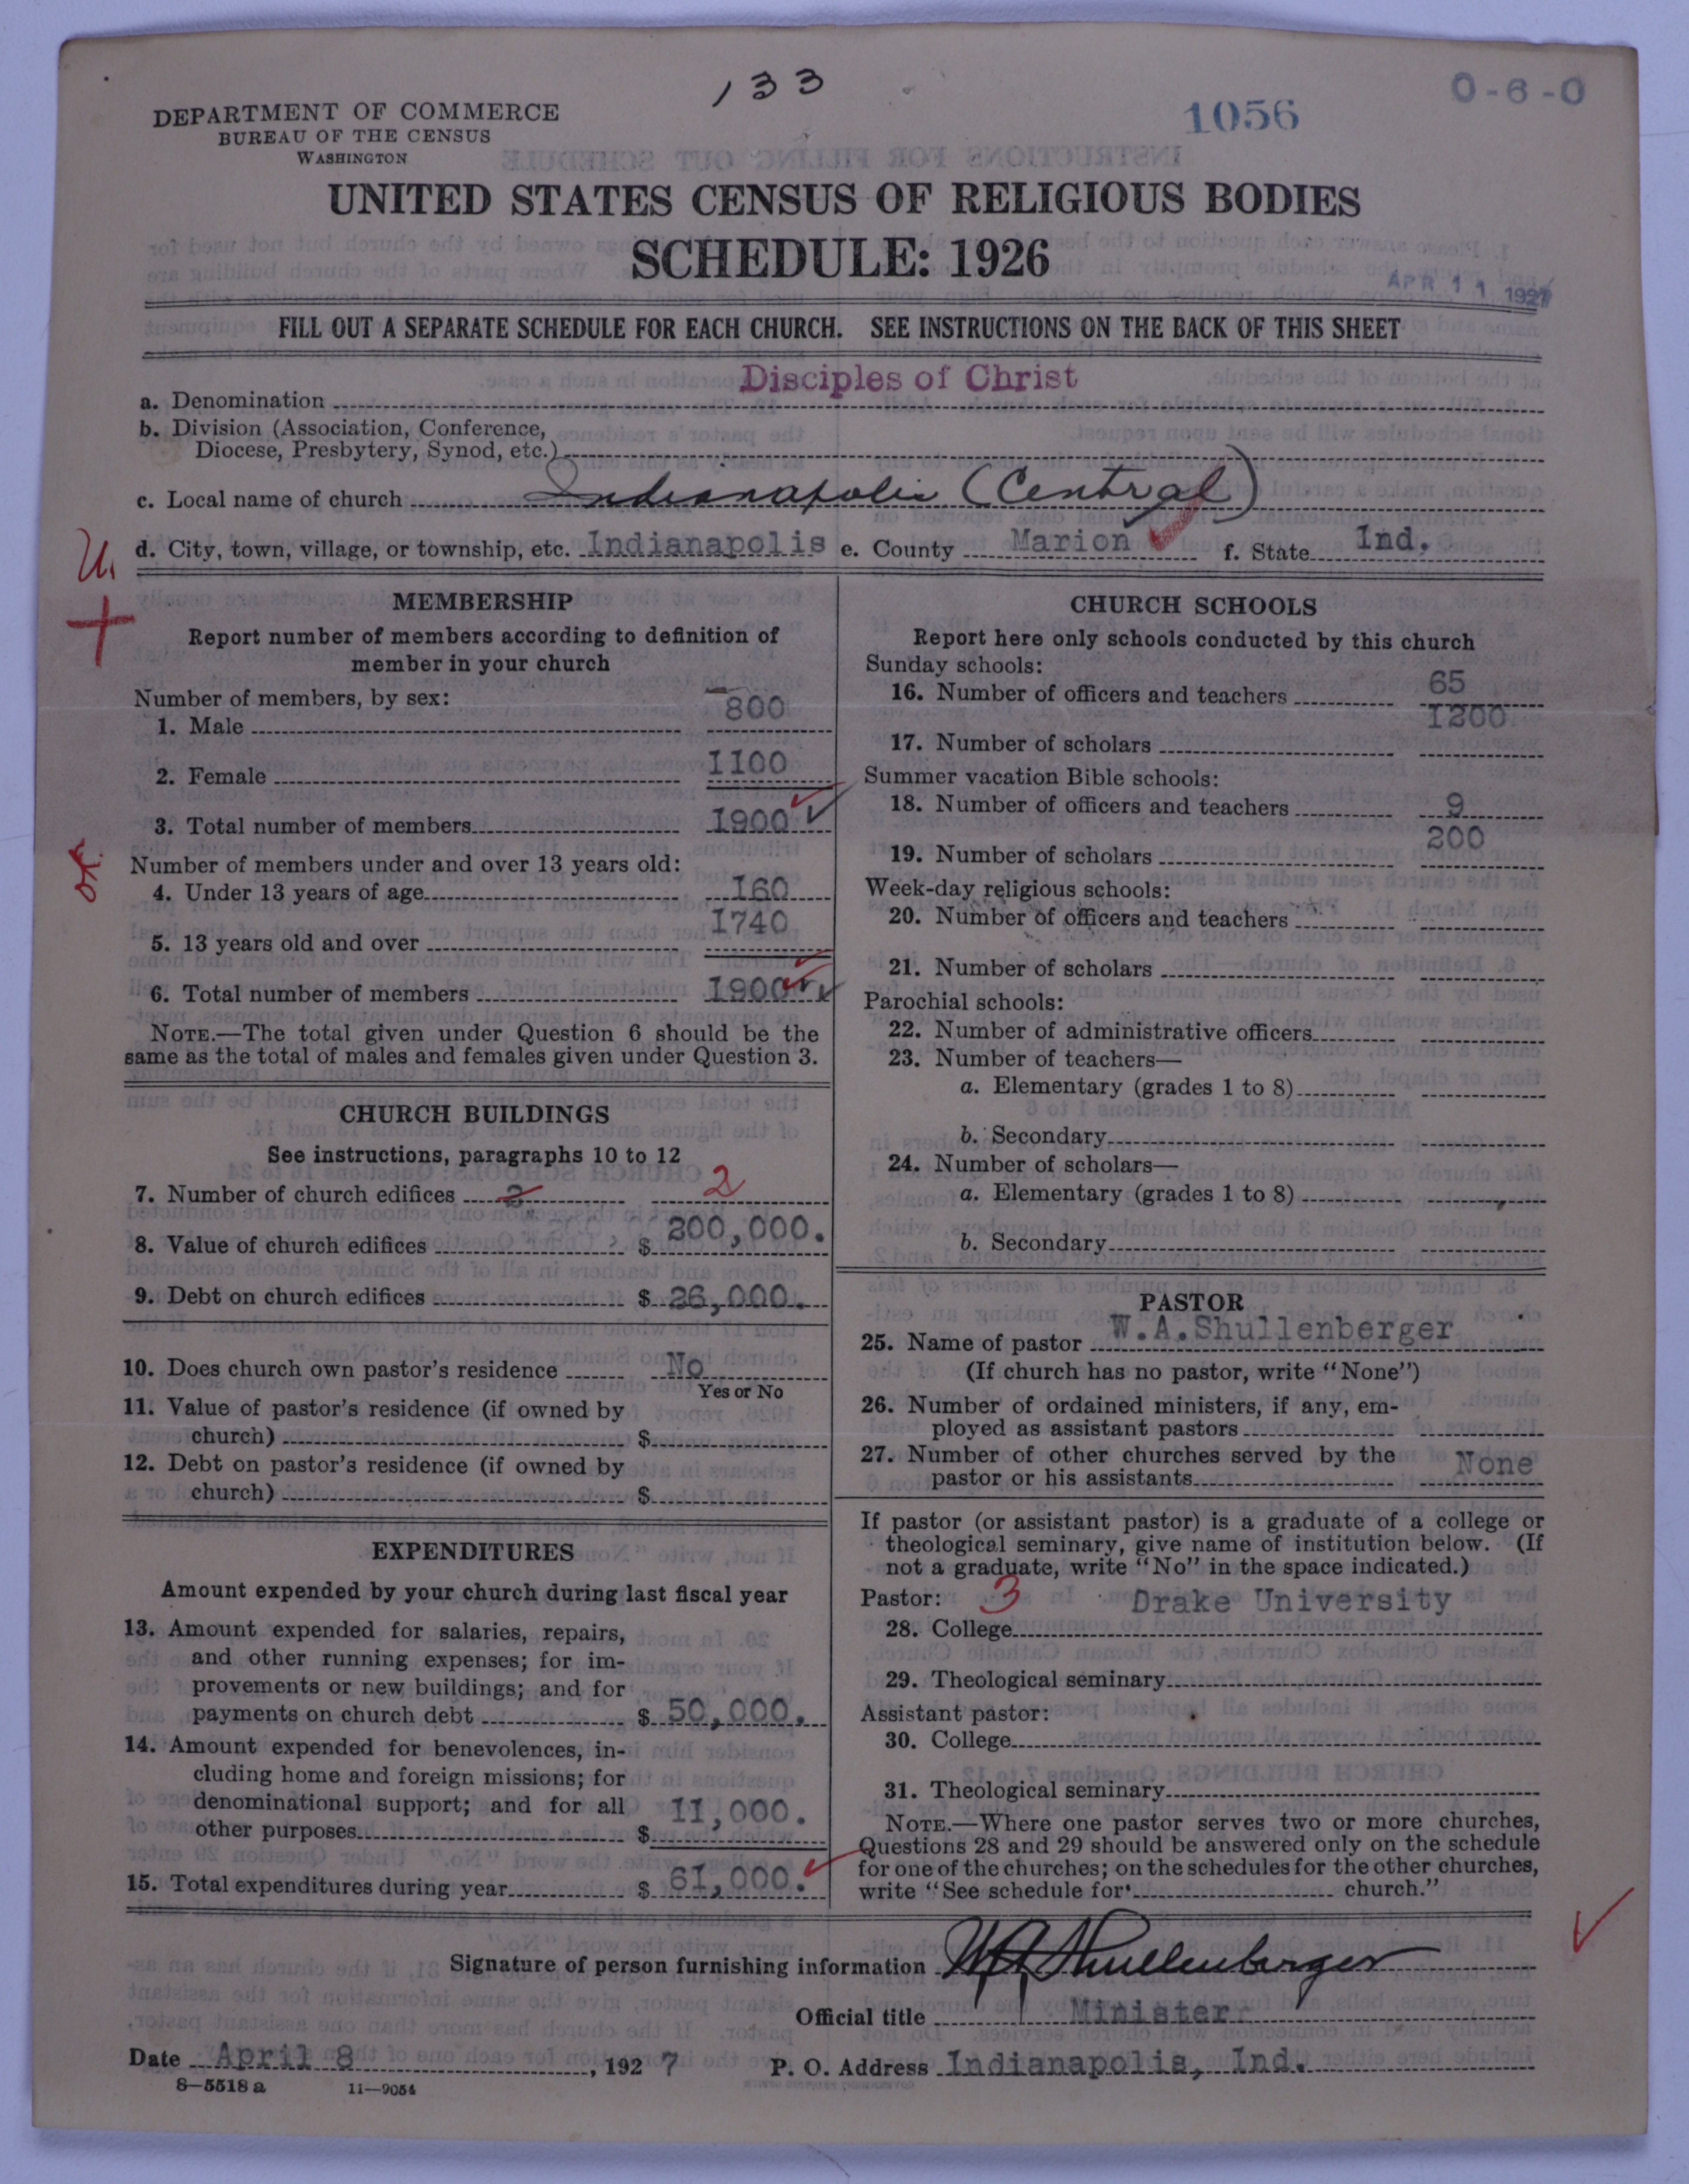 133
1056
0-6-0
DEPARTMENT OF COMMERCE
BUREAU OF THE CENSUS
WASHINGTON
UNITED STATES CENSUS OF RELIGIOUS BODIES
SCHEDULE: 1926
APR 11 1927
FILL OUT A SEPARATE SCHEDULE FOR EACH CHURCH. SEE INSTRUCTIONS ON THE BACK OF THIS SHEET
a. Denomination Disciples of Christ
b. Division (Association, Conference,
Diocese, Presbytery, Synod, etc.)
c. Local name of church Indianapolis (Central)
d. City, town, village, or township, etc. Indianapolis e. County Marion f. State Ind.
U.
ok
MEMBERSHIP
Report number of members according to definition of
member in your church
Number of members, by sex:
1. Male 800
2. Female 1100
3. Total number of members 1900
Number of members under and over 13 years old:
4. Under 13 years of age 160
5. 13 years old and over 1740
6. Total number of members 1900
NOTE.—The total given under Question 6 should be the
same as the total of males and females given under Question 3.
CHURCH BUILDINGS
See instructions, paragraphs 10 to 12
7. Number of church edifices 2 2
8. Value of church edifices $ 200,000.
9. Debt on church edifices $ 26,000.
10. Does church own pastor's residence No
Yes or No
11. Value of pastor's residence (if owned by
church) $
12. Debt on pastor's residence (if owned by
church) $
EXPENDITURES
Amount expended by your church during last fiscal year
13. Amount expended for salaries, repairs,
and other running expenses; for im-
provements or new buildings; and for
payments on church debt $ 50,000.
14. Amount expended for benevolences, in-
cluding home and foreign missions; for
denominational support; and for all
other purposes $ 11,000.
15. Total expenditures during year $ 61,000.
CHURCH SCHOOLS
Report here only schools conducted by this church
Sunday schools:
16. Number of officers and teachers 65
17. Number of scholars 1200
Summer vacation Bible schools:
18. Number of officers and teachers 9
19. Number of scholars 200
Week-day religious schools:
20. Number of officers and teachers
21. Number of scholars
Parochial schools:
22. Number of administrative officers
23. Number of teachers—
a. Elementary (grades 1 to 8)
b. Secondary
24. Number of scholars—
a. Elementary (grades 1 to 8)
b. Secondary
PASTOR
25. Name of pastor W.A.Shullenberger
(If church has no pastor, write "None")
26. Number of ordained ministers, if any, em-
ployed as assistant pastors
27. Number of other churches served by the
pastor or his assistants None
If pastor (or assistant pastor) is a graduate of a college or
theological seminary, give name of institution below. (If
not a graduate, write "No" in the space indicated.)
Pastor: 3
28. College Drake University
29. Theological seminary
Assistant pastor:
30. College
31. Theological seminary
NOTE.—Where one pastor serves two or more churches,
Questions 28 and 29 should be answered only on the schedule
for one of the churches; on the schedules for the other churches,
write "See schedule for church."
Signature of person furnishing information W A Shullenberger
Official title Minister
Date April 8, 1927 P. O. Address Indianapolis, Ind.
8—5518 a 11—9054